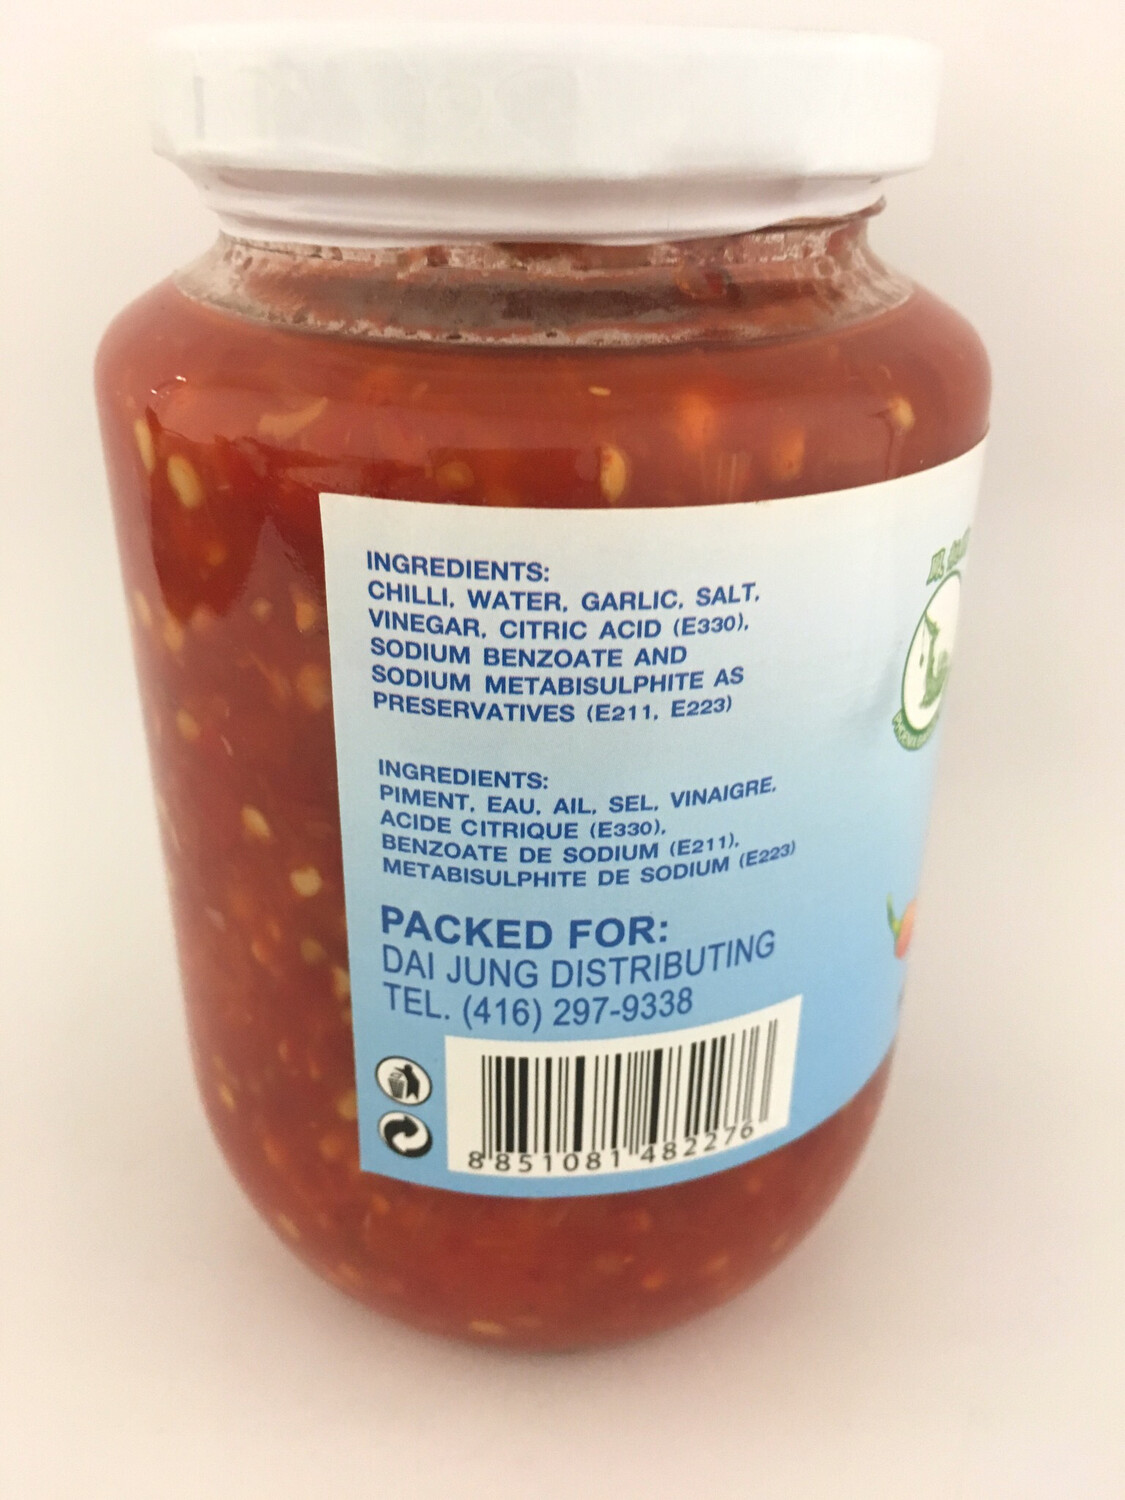 INGREDIENTS:
CHILLI, WATER, GARLIC, SALT,
VINEGAR, CITRIC ACID (E330),
SODIUM BENZOATE AND
SODIUM METABISULPHITE AS
PRESERVATIVES (E211, E223)
INGREDIENTS:
PIMENT, EAU, AIL, SEL, VINAIGRE,
ACIDE CITRIQUE (E330),
BENZOATE DE SODIUM (E211),
METABISULPHITE DE SODIUM (E223)
PACKED FOR:
DAI JUNG DISTRIBUTING
TEL. (416) 297-9338
8 851081 482276